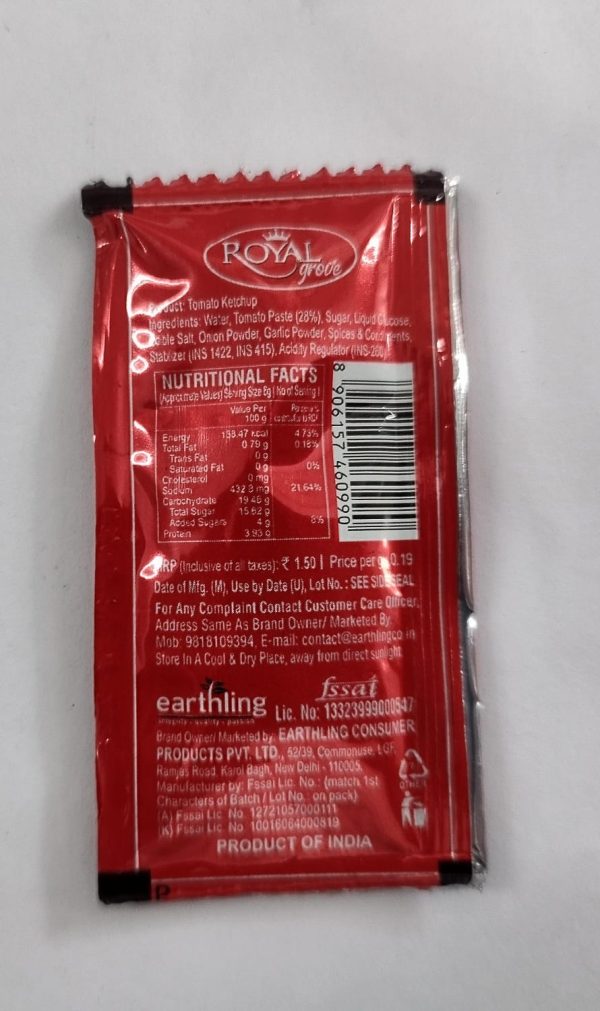 ROYAL
grove
Tomato Ketchup
Ingredients: Water, Tomato Paste (28%), Sugar, Liquid Glucose,
Salt, Onion Powder, Garlic Powder, Spices &
(INS 1422, INS 415), Acidity Regulator
NUTRITIONAL FACTS
(Approximate Values) Serving Size 8g | No of Serving 1
Value Per
100 g
Energy 138.47 kcal 4.73%
Total Fat 0.79 g 0.18%
Trans Fat 0 g
Saturated Fat 0 g 0%
Cholesterol 0 mg
Sodium 432.8 mg 21.64%
Carbohydrate 19.46 g
Total Sugar 15.62 g
Added Sugars 4 g 8%
Protein 3.93 g
8 906157 460990
(Inclusive of all taxes): ₹ 1.50 | Price per 0.19
Date of Mfg. (M), Use by Date (U), Lot No. : SEE SIDE SEAL
For Any Complaint Contact Customer Care Officer,
Address Same As Brand Owner/ Marketed By.
Mob: 9818109394, E-mail: contact@earthlingco.in
Store In A Cool & Dry Place, away from direct sunlight.
earthling
integrity . quality . passion
fssai
Lic. No: 13323999000547
Brand Owner/ Marketed by: EARTHLING CONSUMER
PRODUCTS PVT. LTD., 52/39, Commonuse, LGF,
Ramjas Road, Karol Bagh, New Delhi - 110005.
Manufacturer by: Fssai Lic. No.: (match 1st
Characters of Batch / Lot No. on pack)
(A) Fssai Lic. No. 12721057000111
(K) Fssai Lic. No. 10016064000819
OTHER
PRODUCT OF INDIA